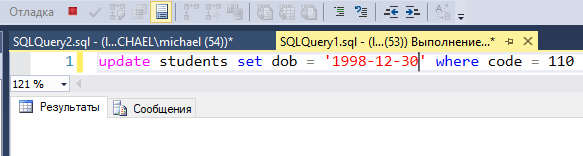 Отладка
SQLQuery2.sql - (l...CHAEL\michael (54))*
SQLQuery1.sql - (l...(53)) Выполнение...*
1 update students set dob = '1998-12-30' where code = 110
121 %
Результаты
Сообщения